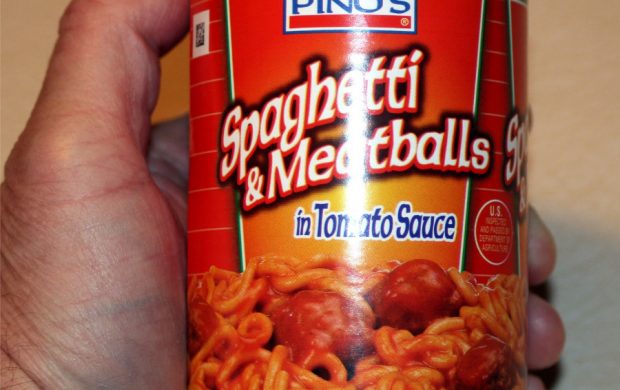 PINO'S
®
Spaghetti
& Meatballs
in Tomato Sauce
U.S.
INSPECTED
AND PASSED BY
DEPARTMENT OF
AGRICULTURE